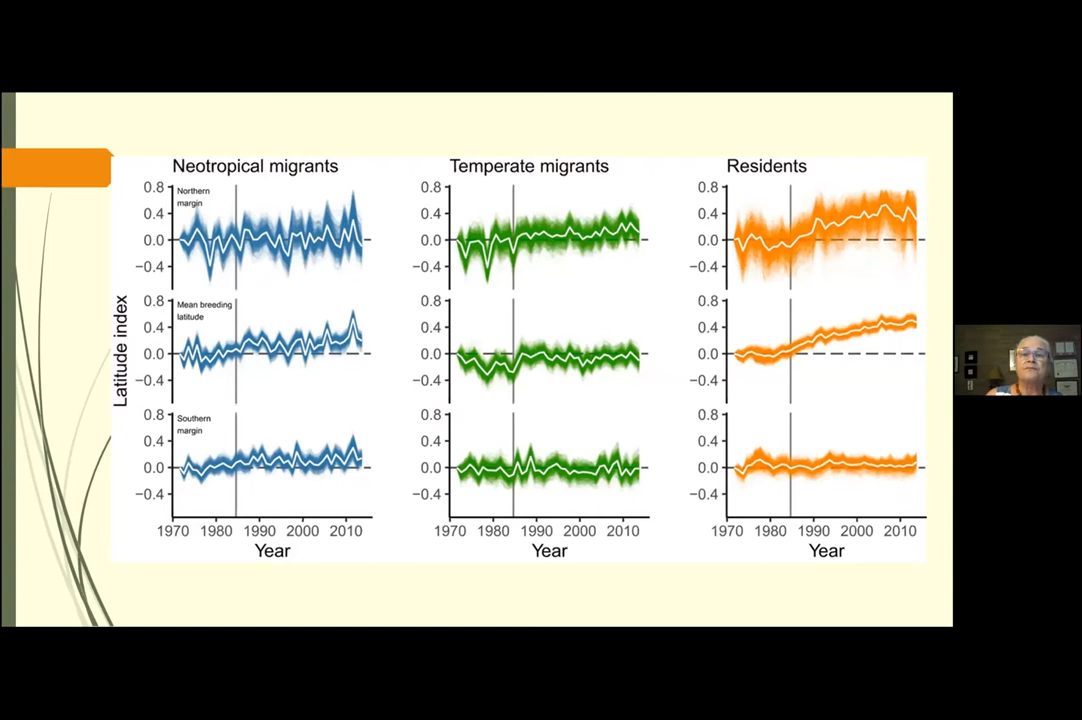 Neotropical migrants
Temperate migrants
Residents
Latitude index
Northern
margin
0.8
0.4
0.0
−0.4
0.8
0.4
0.0
−0.4
0.8
0.4
0.0
−0.4
Mean breeding
latitude
0.8
0.4
0.0
−0.4
0.8
0.4
0.0
−0.4
0.8
0.4
0.0
−0.4
Southern
margin
0.8
0.4
0.0
−0.4
0.8
0.4
0.0
−0.4
0.8
0.4
0.0
−0.4
1970 1980 1990 2000 2010
1970 1980 1990 2000 2010
1970 1980 1990 2000 2010
Year
Year
Year